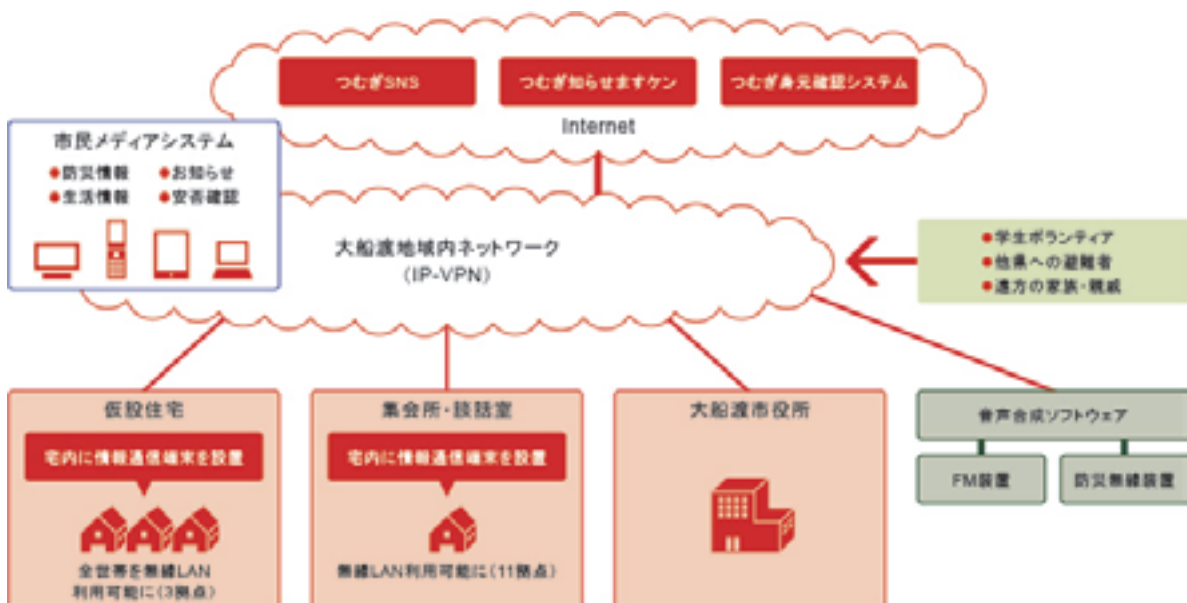 つむぎSNS
つむぎ知らせますケン
つむぎ身元確認システム
Internet
市民メディアシステム
●防災情報 ●お知らせ
●生活情報 ●安否確認
大船渡地域内ネットワーク
(IP-VPN)
●学生ボランティア
●他県への避難者
●遠方の家族・親戚
仮設住宅
宅内に情報通信端末を設置
全世帯を無線LAN
利用可能に(3拠点)
集会所・談話室
宅内に情報通信端末を設置
無線LAN利用可能に(11拠点)
大船渡市役所
音声合成ソフトウェア
FM装置
防災無線装置